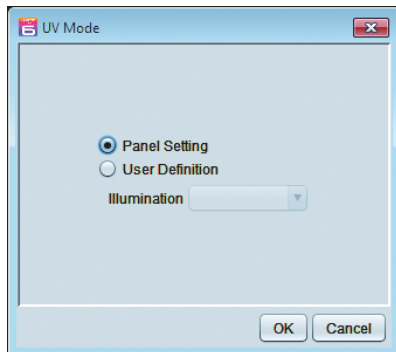 UV Mode
Panel Setting
User Definition
Illumination
OK Cancel